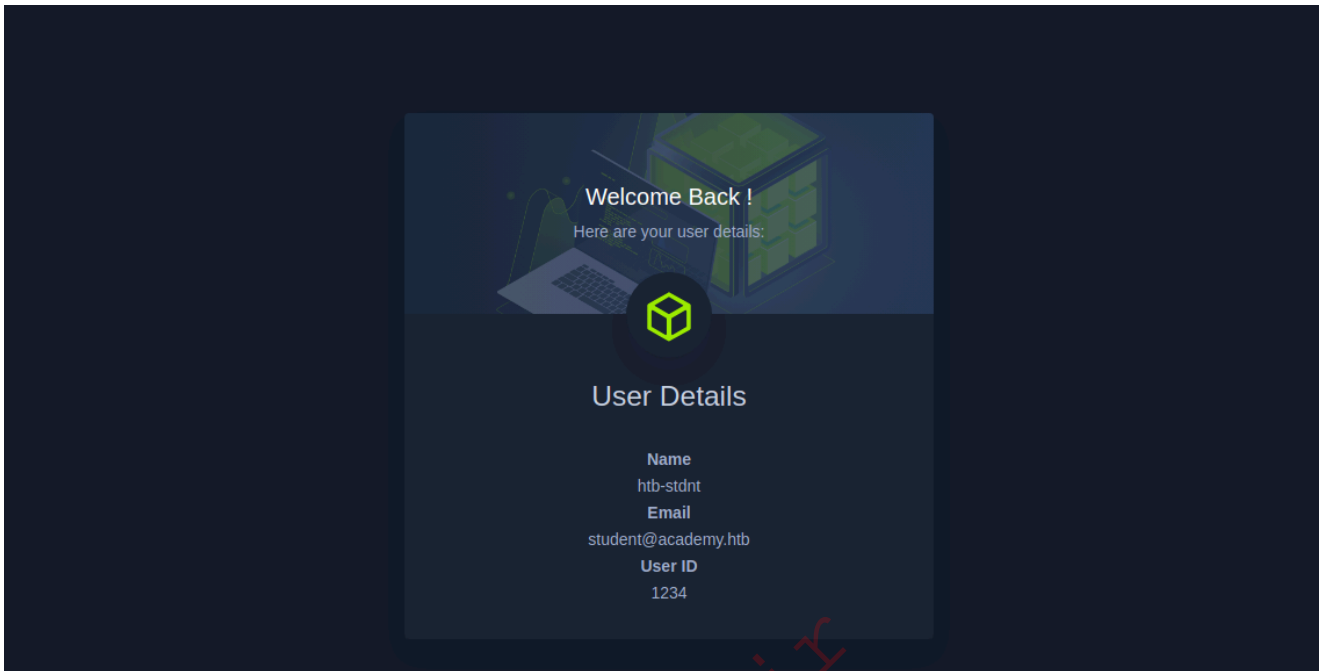 Welcome Back !
Here are your user details:
User Details
Name
htb-stdnt
Email
student@academy.htb
User ID
1234